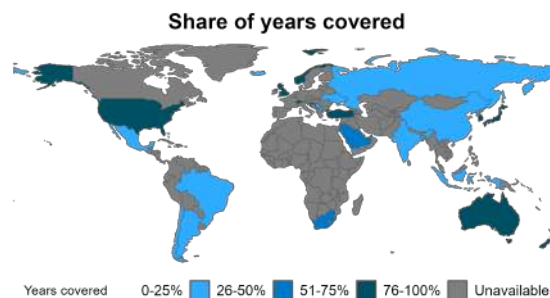 Share of years covered
Years covered 0-25% 26-50% 51-75% 76-100% Unavailable